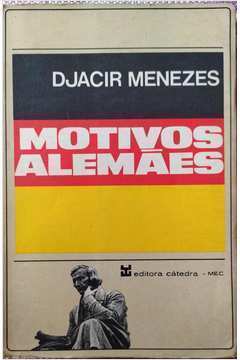 DJACIR MENEZES
MOTIVOS
ALEMÃES
editora cátedra - MEC